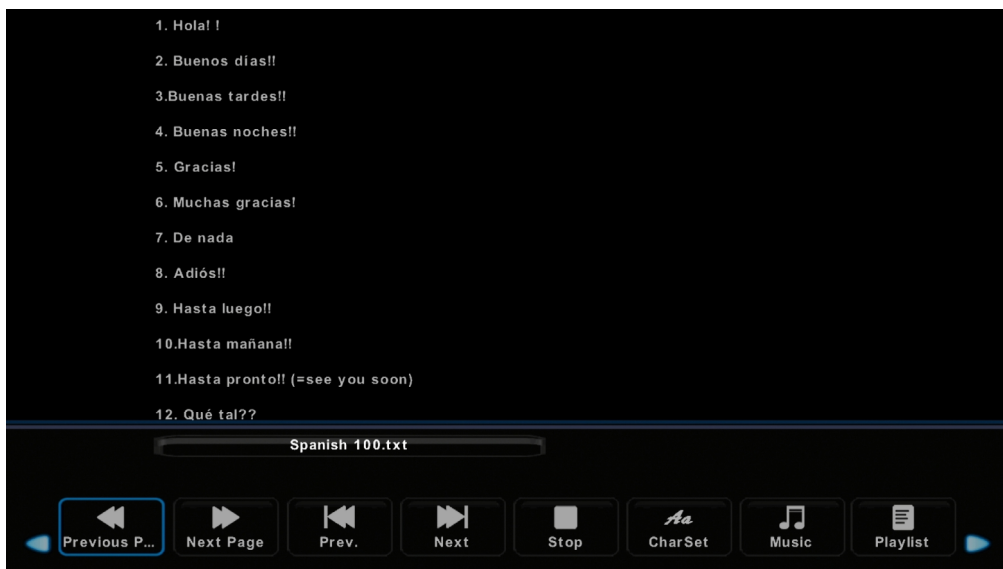 1. Hola! !
2. Buenos días!!
3.Buenas tardes!!
4. Buenas noches!!
5. Gracias!
6. Muchas gracias!
7. De nada
8. Adiós!!
9. Hasta luego!!
10.Hasta mañana!!
11.Hasta pronto!! (=see you soon)
12. Qué tal??
Spanish 100.txt
Previous P... Next Page Prev. Next Stop CharSet Music Playlist